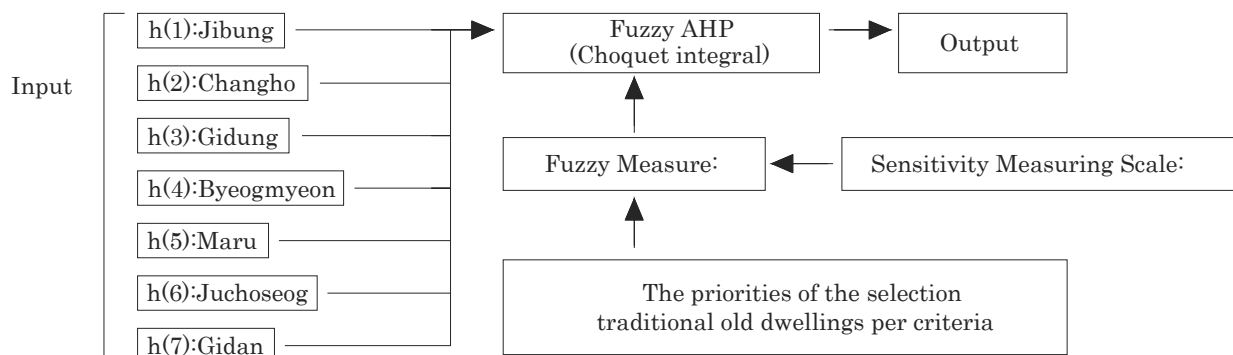 Input
h(1):Jibung
h(2):Changho
h(3):Gidung
h(4):Byeogmyeon
h(5):Maru
h(6):Juchoseog
h(7):Gidan
Fuzzy AHP
(Choquet integral)
Output
Fuzzy Measure:
Sensitivity Measuring Scale:
The priorities of the selection
traditional old dwellings per criteria